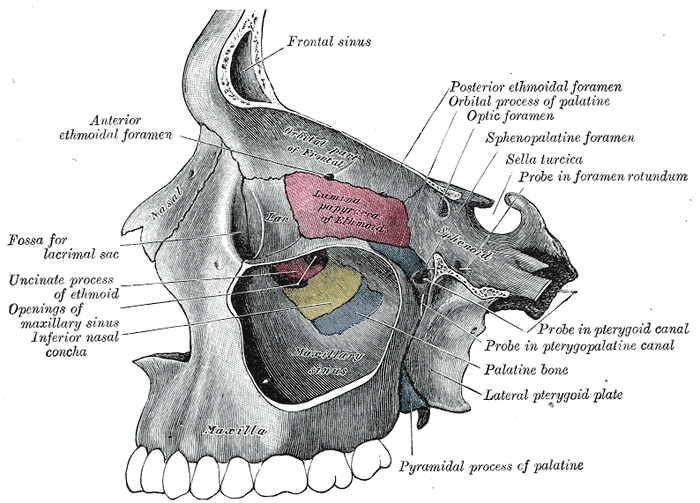 Frontal sinus
Posterior ethmoidal foramen
Orbital process of palatine
Optic foramen
Anterior
ethmoidal foramen
Sphenopalatine foramen
Sella turcica
Probe in foramen rotundum
Orbital plate
of Frontal
Nasal
Lac.
Lamina
papyracea
of Ethmoid
Sphenoid
Fossa for
lacrimal sac
Uncinate process
of ethmoid
Openings of
maxillary sinus
Inferior nasal
concha
Maxillary
sinus
Probe in pterygoid canal
Probe in pterygopalatine canal
Palatine bone
Lateral pterygoid plate
Maxilla
Pyramidal process of palatine